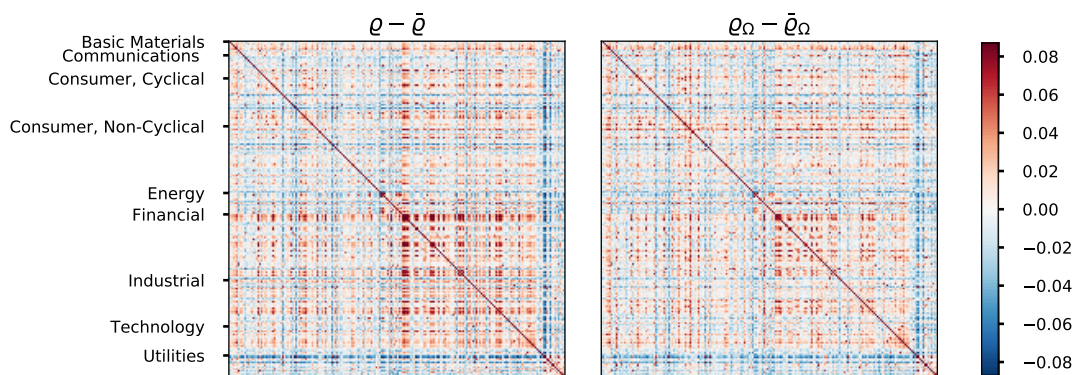 ϱ − ϱ̄
ϱ_Ω − ϱ̄_Ω
Basic Materials
Communications
Consumer, Cyclical
Consumer, Non-Cyclical
Energy
Financial
Industrial
Technology
Utilities
0.08
0.06
0.04
0.02
0.00
−0.02
−0.04
−0.06
−0.08